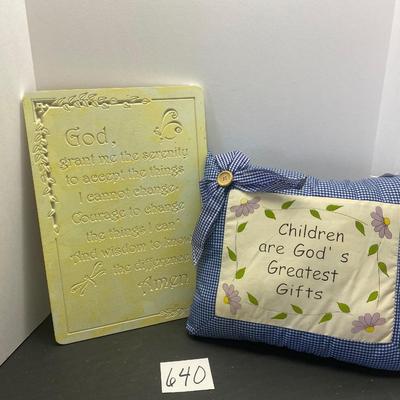 God,
grant me the serenity
to accept the things
I cannot change.
Courage to change
the things I can
And wisdom to know
the difference
Amen
Children
are God's
Greatest
Gifts
640